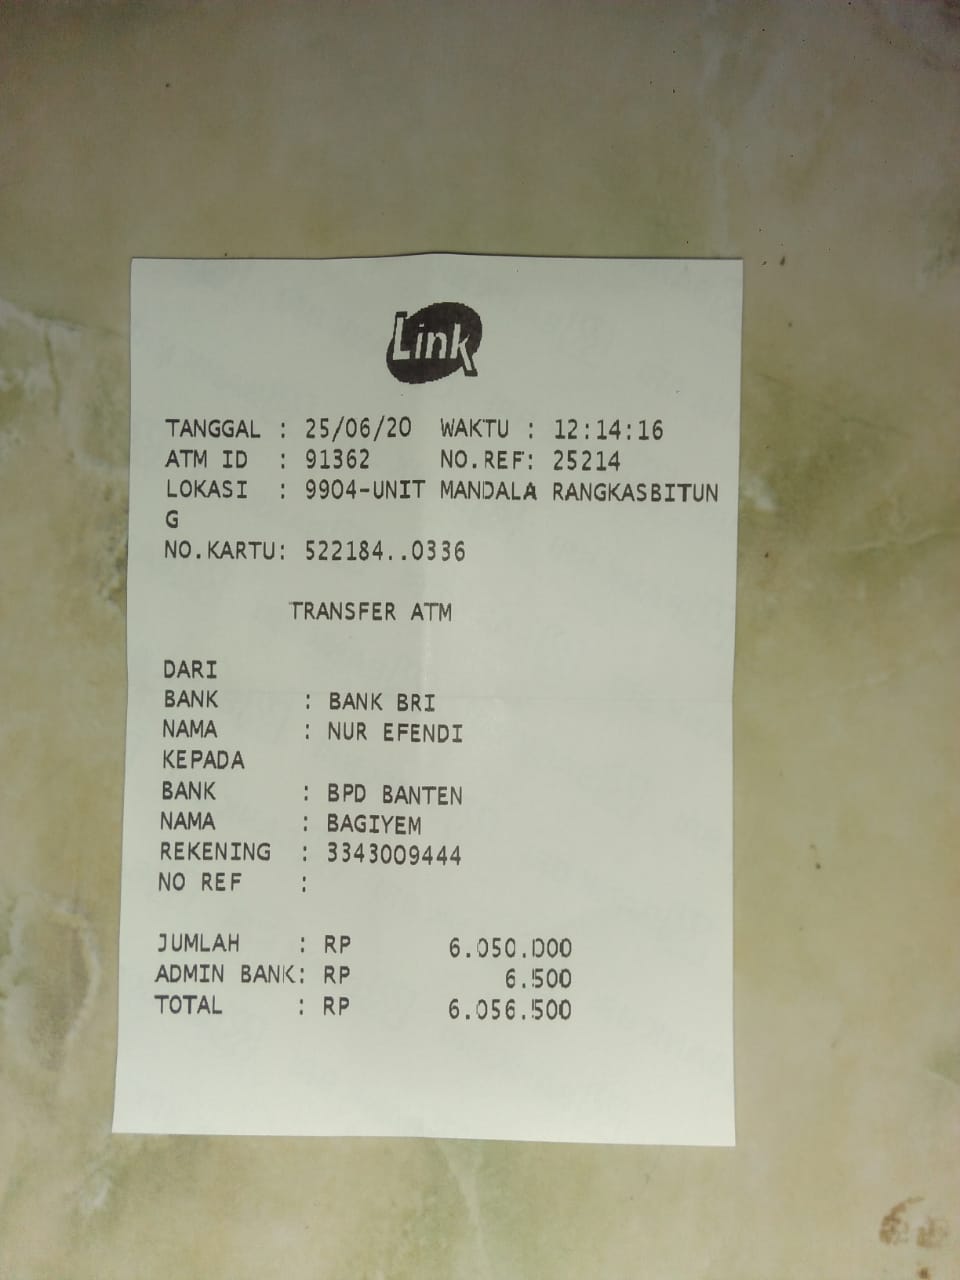 Link
TANGGAL : 25/06/20 WAKTU : 12:14:16
ATM ID : 91362 NO.REF: 25214
LOKASI : 9904-UNIT MANDALA RANGKASBITUN
G
NO.KARTU: 522184..0336
TRANSFER ATM
DARI
BANK : BANK BRI
NAMA : NUR EFENDI
KEPADA
BANK : BPD BANTEN
NAMA : BAGIYEM
REKENING : 3343009444
NO REF :
JUMLAH : RP 6.050.000
ADMIN BANK: RP 6.500
TOTAL : RP 6.056.500